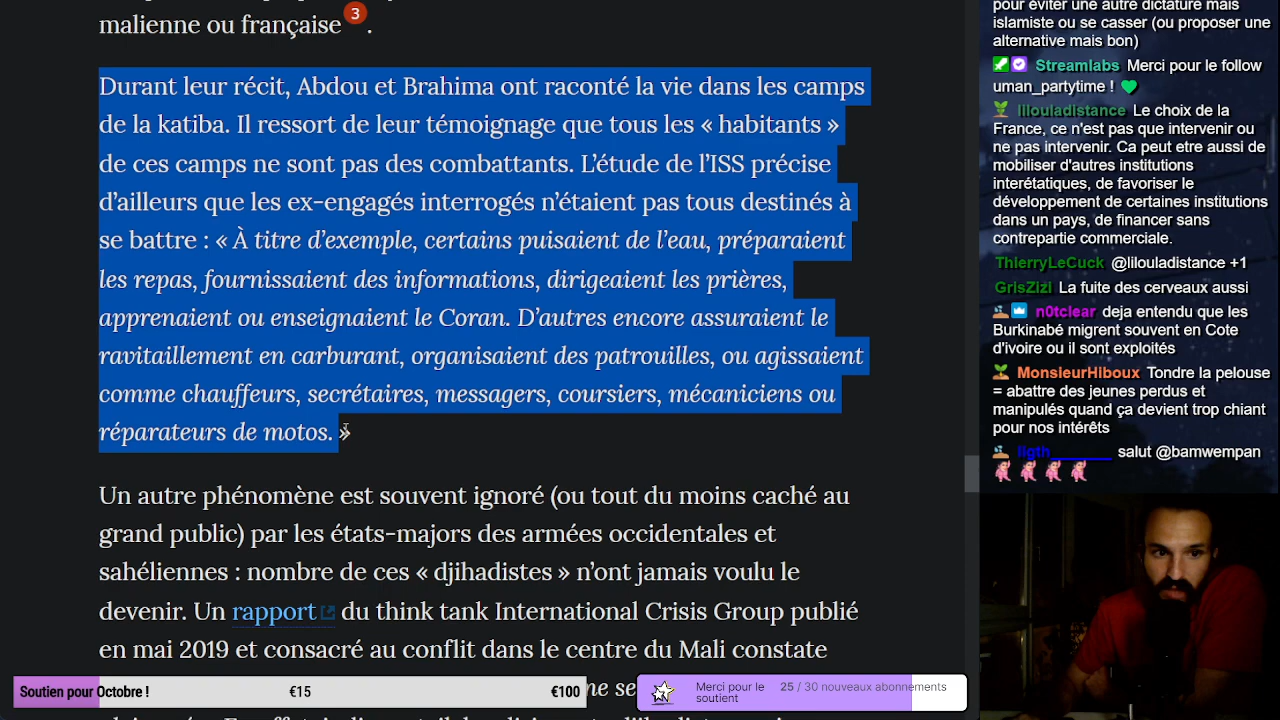 malienne ou française 3.
Durant leur récit, Abdou et Brahima ont raconté la vie dans les camps
de la katiba. Il ressort de leur témoignage que tous les « habitants »
de ces camps ne sont pas des combattants. L’étude de l’ISS précise
d’ailleurs que les ex-engagés interrogés n’étaient pas tous destinés à
se battre : « À titre d’exemple, certains puisaient de l’eau, préparaient
les repas, fournissaient des informations, dirigeaient les prières,
apprenaient ou enseignaient le Coran. D’autres encore assuraient le
ravitaillement en carburant, organisaient des patrouilles, ou agissaient
comme chauffeurs, secrétaires, messagers, coursiers, mécaniciens ou
réparateurs de motos. »
Un autre phénomène est souvent ignoré (ou tout du moins caché au
grand public) par les états-majors des armées occidentales et
sahéliennes : nombre de ces « djihadistes » n’ont jamais voulu le
devenir. Un rapport du think tank International Crisis Group publié
en mai 2019 et consacré au conflit dans le centre du Mali constate
Soutien pour Octobre !
€15
€100
Merci pour le
soutien
25 / 30 nouveaux abonnements
pour éviter une autre dictature mais
islamiste ou se casser (ou proposer une
alternative mais bon)
Streamlabs Merci pour le follow
uman_partytime !
lilouladistance Le choix de la
France, ce n'est pas que intervenir ou
ne pas intervenir. Ca peut etre aussi de
mobiliser d'autres institutions
interétatiques, de favoriser le
développement de certaines institutions
dans un pays, de financer sans
contrepartie commerciale.
ThierryLeCuck @lilouladistance +1
GrisZizi La fuite des cerveaux aussi
n0tclear deja entendu que les
Burkinabé migrent souvent en Cote
d'ivoire ou il sont exploités
MonsieurHiboux Tondre la pelouse
= abattre des jeunes perdus et
manipulés quand ça devient trop chiant
pour nos intérêts
ligth_______ salut @bamwempan